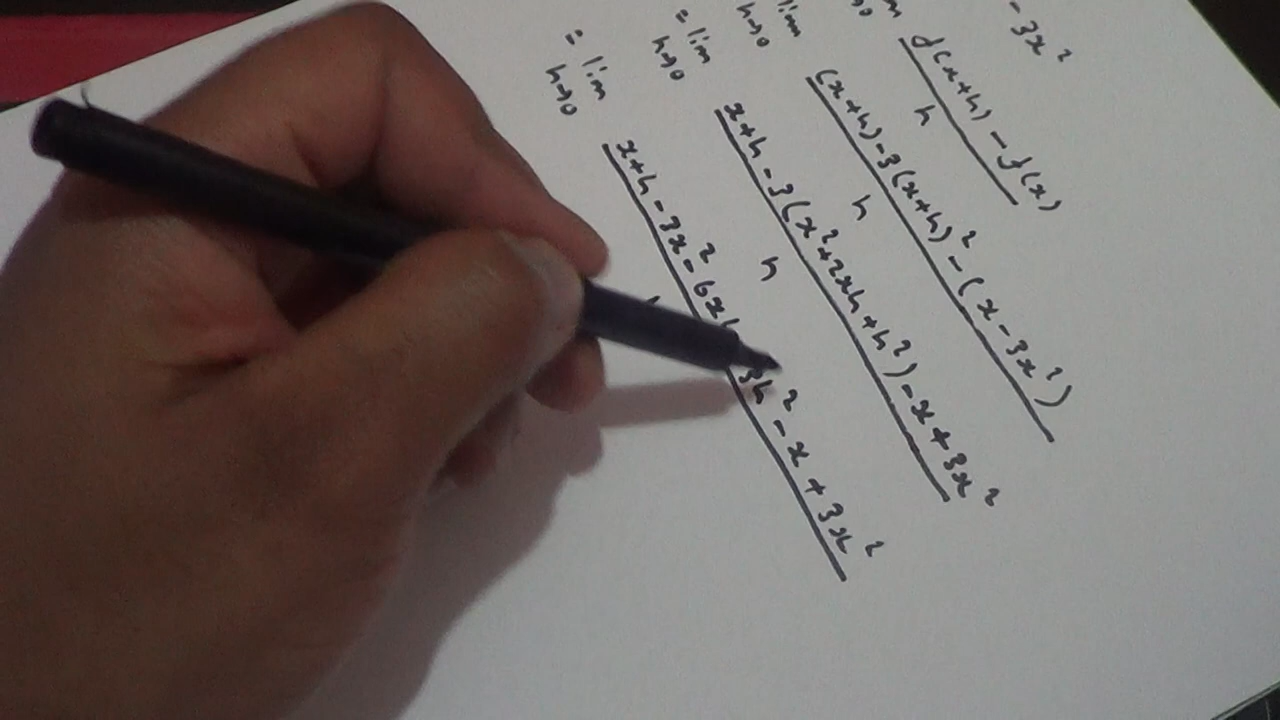 - 3x²
lim h→0 f(x+h) - f(x) / h
lim h→0 (x+h) - 3(x+h)² - (x - 3x²) / h
= lim h→0 x+h - 3(x²+2xh+h²) - x + 3x² / h
= lim h→0 x+h - 3x² - 6xh 3h² - x + 3x²